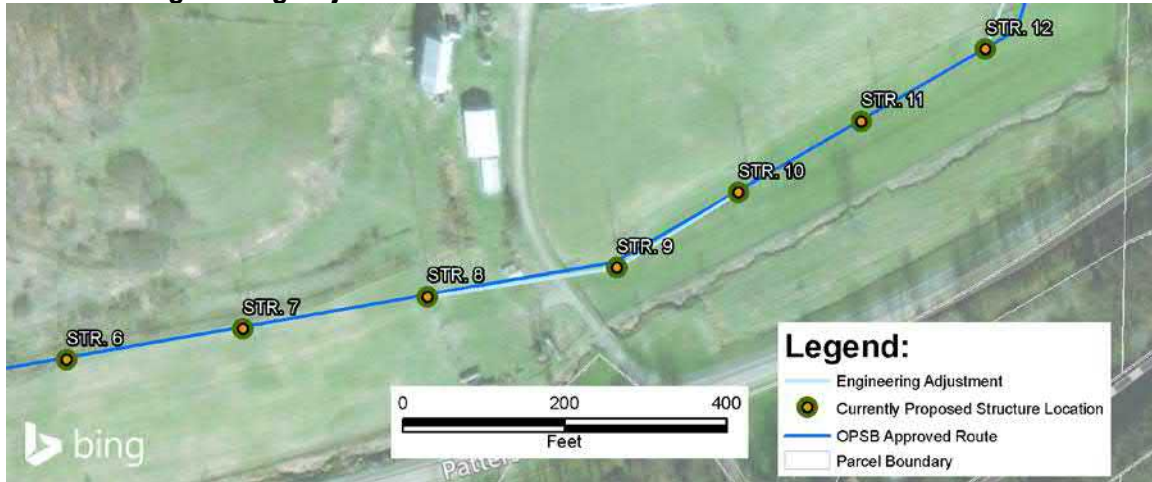 STR. 12
STR. 11
STR. 10
STR. 9
STR. 8
STR. 7
STR. 6
Legend:
Engineering Adjustment
Currently Proposed Structure Location
OPSB Approved Route
Parcel Boundary
0 200 400
Feet
bing